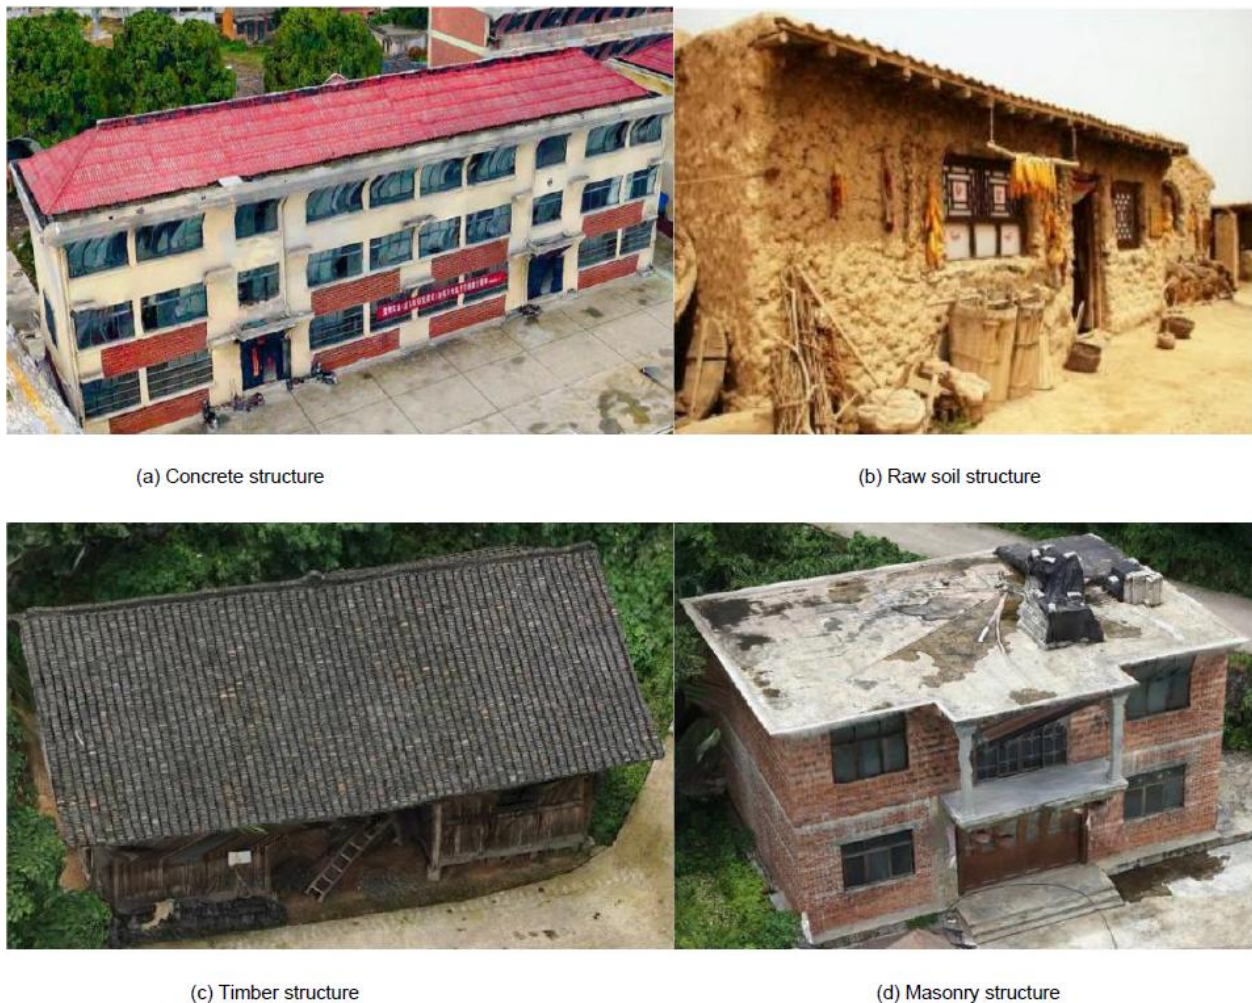 (a) Concrete structure
(b) Raw soil structure
(c) Timber structure
(d) Masonry structure